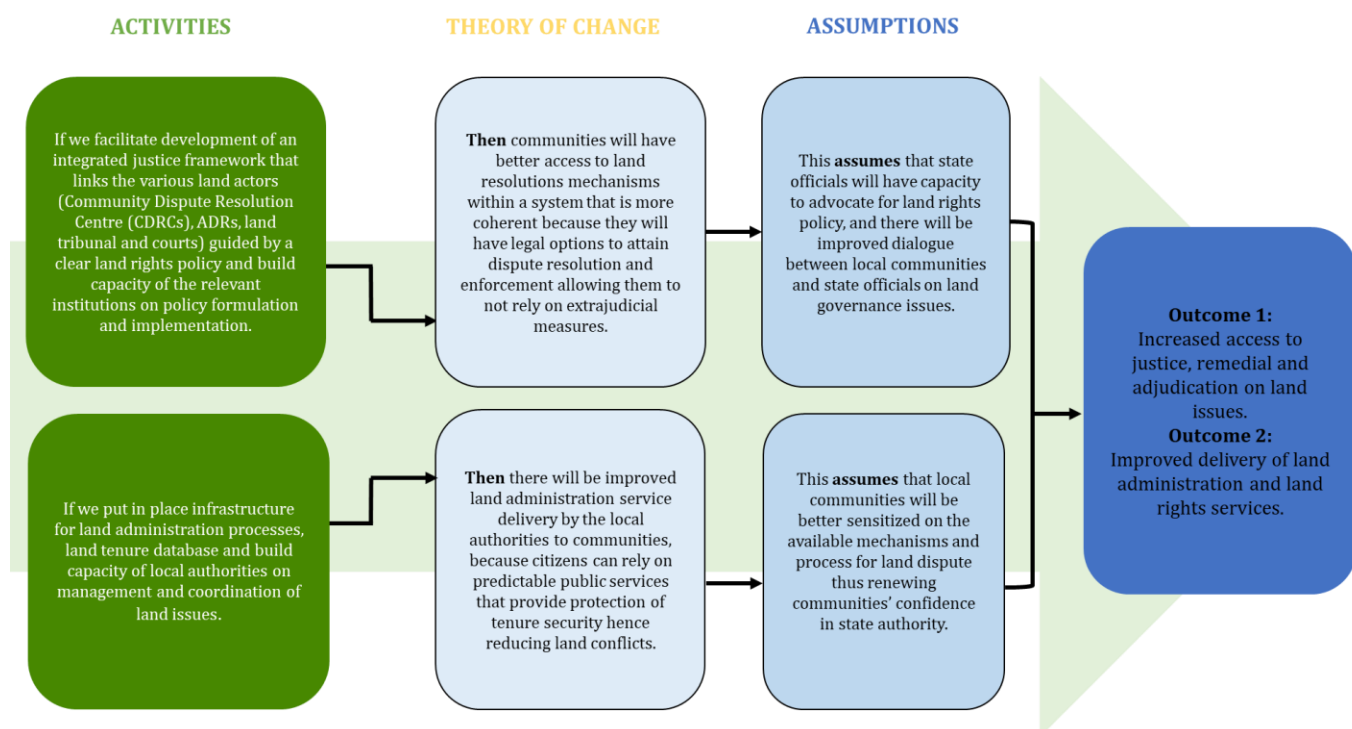 ACTIVITIES
THEORY OF CHANGE
ASSUMPTIONS
If we facilitate development of an
integrated justice framework that
links the various land actors
(Community Dispute Resolution
Centre (CDRCs), ADRs, land
tribunal and courts) guided by a
clear land rights policy and build
capacity of the relevant
institutions on policy formulation
and implementation.
Then communities will have
better access to land
resolutions mechanisms
within a system that is more
coherent because they will
have legal options to attain
dispute resolution and
enforcement allowing them to
not rely on extrajudicial
measures.
This assumes that state
officials will have capacity
to advocate for land rights
policy, and there will be
improved dialogue
between local communities
and state officials on land
governance issues.
If we put in place infrastructure
for land administration processes,
land tenure database and build
capacity of local authorities on
management and coordination of
land issues.
Then there will be improved
land administration service
delivery by the local
authorities to communities,
because citizens can rely on
predictable public services
that provide protection of
tenure security hence
reducing land conflicts.
This assumes that local
communities will be
better sensitized on the
available mechanisms and
process for land dispute
thus renewing
communities’ confidence
in state authority.
Outcome 1:
Increased access to
justice, remedial and
adjudication on land
issues.
Outcome 2:
Improved delivery of land
administration and land
rights services.